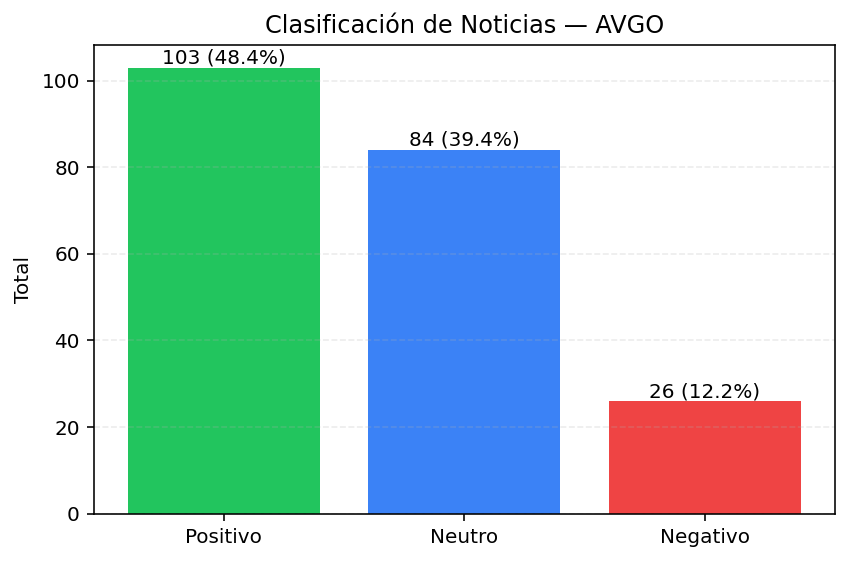 Clasificación de Noticias — AVGO
103 (48.4%)
84 (39.4%)
26 (12.2%)
Total
100
80
60
40
20
0
Positivo
Neutro
Negativo